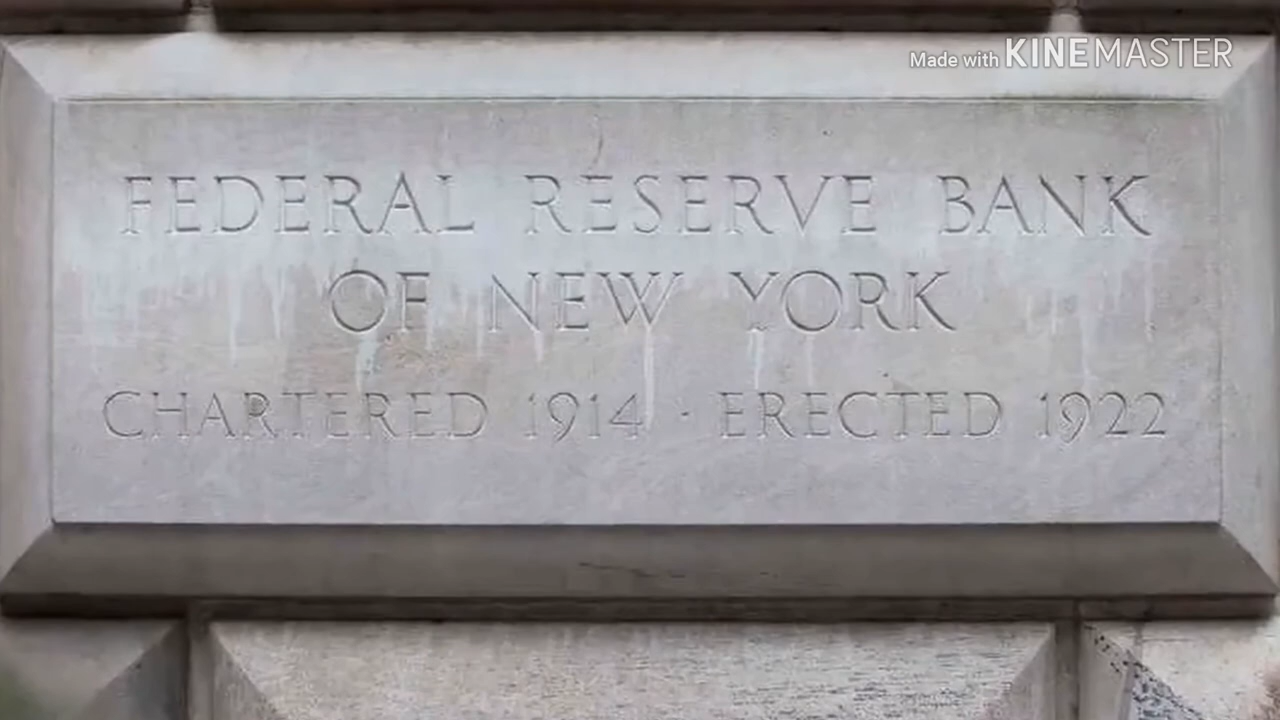 Made with KINEMASTER
FEDERAL RESERVE BANK
OF NEW YORK
CHARTERED 1914 · ERECTED 1922